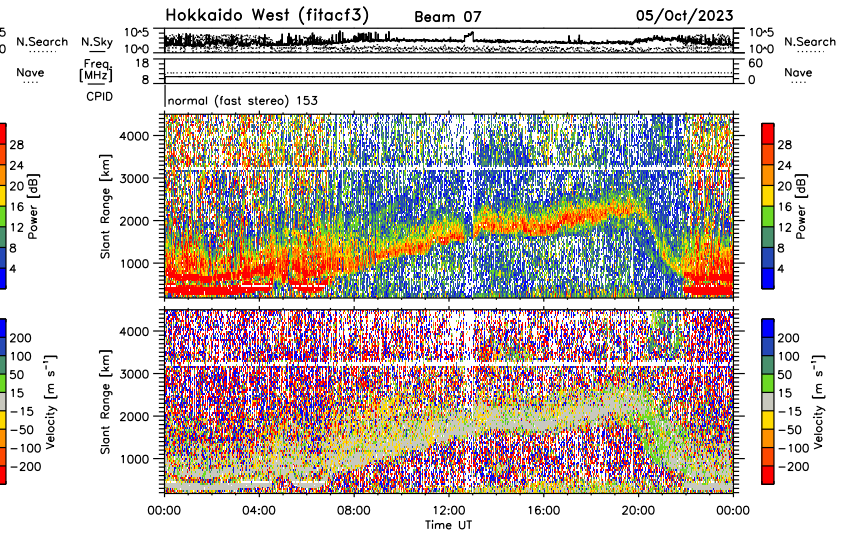 Hokkaido West (fitacf3) Beam 07 05/Oct/2023
5 N.Search N.Sky 10^5 10^0 10^5 10^0 N.Search
0
Nave Freq. [MHz] 18 8 60 0 Nave
CPID normal (fast stereo) 153
28 24 20 16 12 8 4 Power [dB]
Slant Range [km] 4000 3000 2000 1000
28 24 20 16 12 8 4 Power [dB]
200 100 50 15 -15 -50 -100 -200 Velocity [m s⁻¹]
Slant Range [km] 4000 3000 2000 1000
200 100 50 15 -15 -50 -100 -200 Velocity [m s⁻¹]
00:00 04:00 08:00 12:00 16:00 20:00 00:00
Time UT